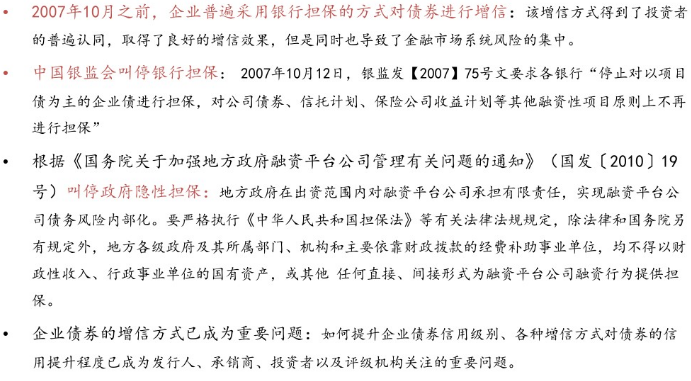 • 2007年10月之前，企业普遍采用银行担保的方式对债券进行增信：该增信方式得到了投资者
的普遍认同，取得了良好的增信效果，但是同时也导致了金融市场系统风险的集中。
• 中国银监会叫停银行担保： 2007年10月12日，银监发【2007】75号文要求各银行“停止对以项目
债为主的企业债进行担保，对公司债券、信托计划、保险公司收益计划等其他融资性项目原则上不再
进行担保”
• 根据《国务院关于加强地方政府融资平台公司管理有关问题的通知》（国发〔2010〕19
号）叫停政府隐性担保：地方政府在出资范围内对融资平台公司承担有限责任，实现融资平台公
司债务风险内部化。要严格执行《中华人民共和国担保法》等有关法律法规规定，除法律和国务院另
有规定外，地方各级政府及其所属部门、机构和主要依靠财政拨款的经费补助事业单位，均不得以财
政性收入、行政事业单位的国有资产，或其他 任何直接、间接形式为融资平台公司融资行为提供担
保。
• 企业债券的增信方式已成为重要问题：如何提升企业债券信用级别、各种增信方式对债券的信
用提升程度已成为发行人、承销商、投资者以及评级机构关注的重要问题。